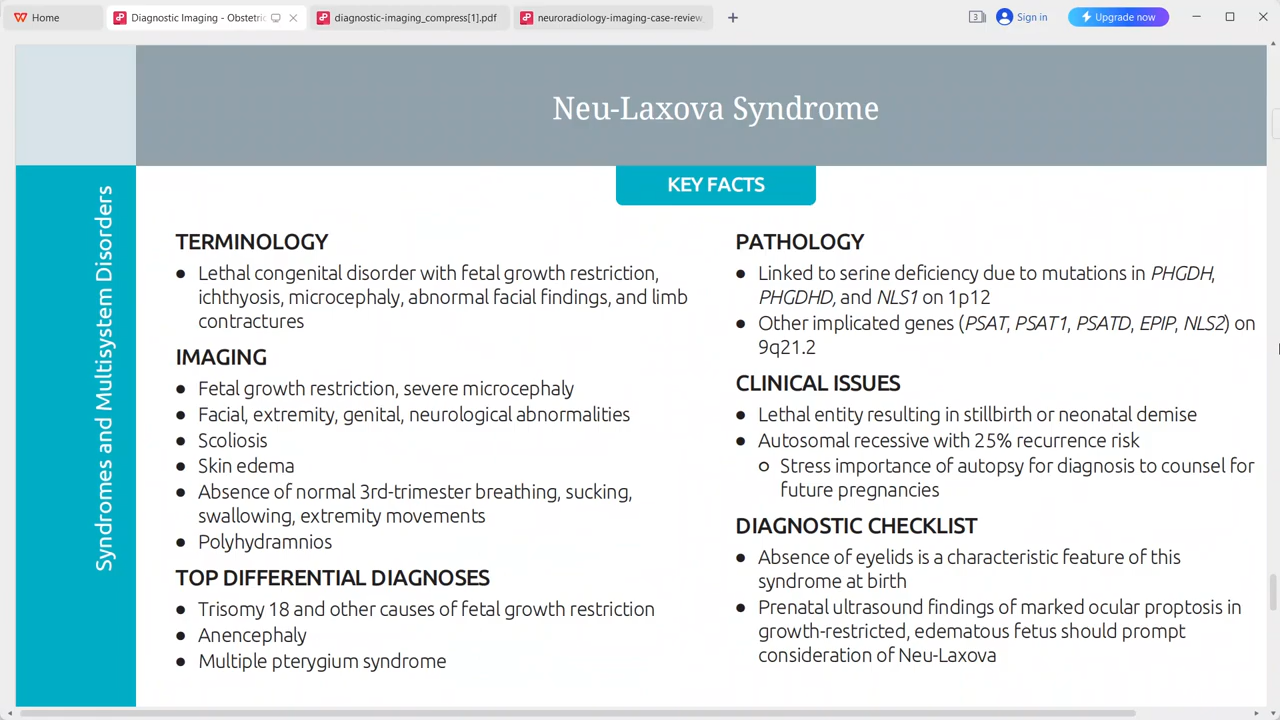 Home
Diagnostic Imaging - Obstetric
diagnostic-imaging_compress[1].pdf
neuroradiology-imaging-case-review
3
Sign in
Upgrade now
Neu-Laxova Syndrome
Syndromes and Multisystem Disorders
KEY FACTS
TERMINOLOGY
● Lethal congenital disorder with fetal growth restriction,
ichthyosis, microcephaly, abnormal facial findings, and limb
contractures
IMAGING
● Fetal growth restriction, severe microcephaly
● Facial, extremity, genital, neurological abnormalities
● Scoliosis
● Skin edema
● Absence of normal 3rd-trimester breathing, sucking,
swallowing, extremity movements
● Polyhydramnios
TOP DIFFERENTIAL DIAGNOSES
● Trisomy 18 and other causes of fetal growth restriction
● Anencephaly
● Multiple pterygium syndrome
PATHOLOGY
● Linked to serine deficiency due to mutations in PHGDH,
PHGDHD, and NLS1 on 1p12
● Other implicated genes (PSAT, PSAT1, PSATD, EPIP, NLS2) on
9q21.2
CLINICAL ISSUES
● Lethal entity resulting in stillbirth or neonatal demise
● Autosomal recessive with 25% recurrence risk
○ Stress importance of autopsy for diagnosis to counsel for
future pregnancies
DIAGNOSTIC CHECKLIST
● Absence of eyelids is a characteristic feature of this
syndrome at birth
● Prenatal ultrasound findings of marked ocular proptosis in
growth-restricted, edematous fetus should prompt
consideration of Neu-Laxova